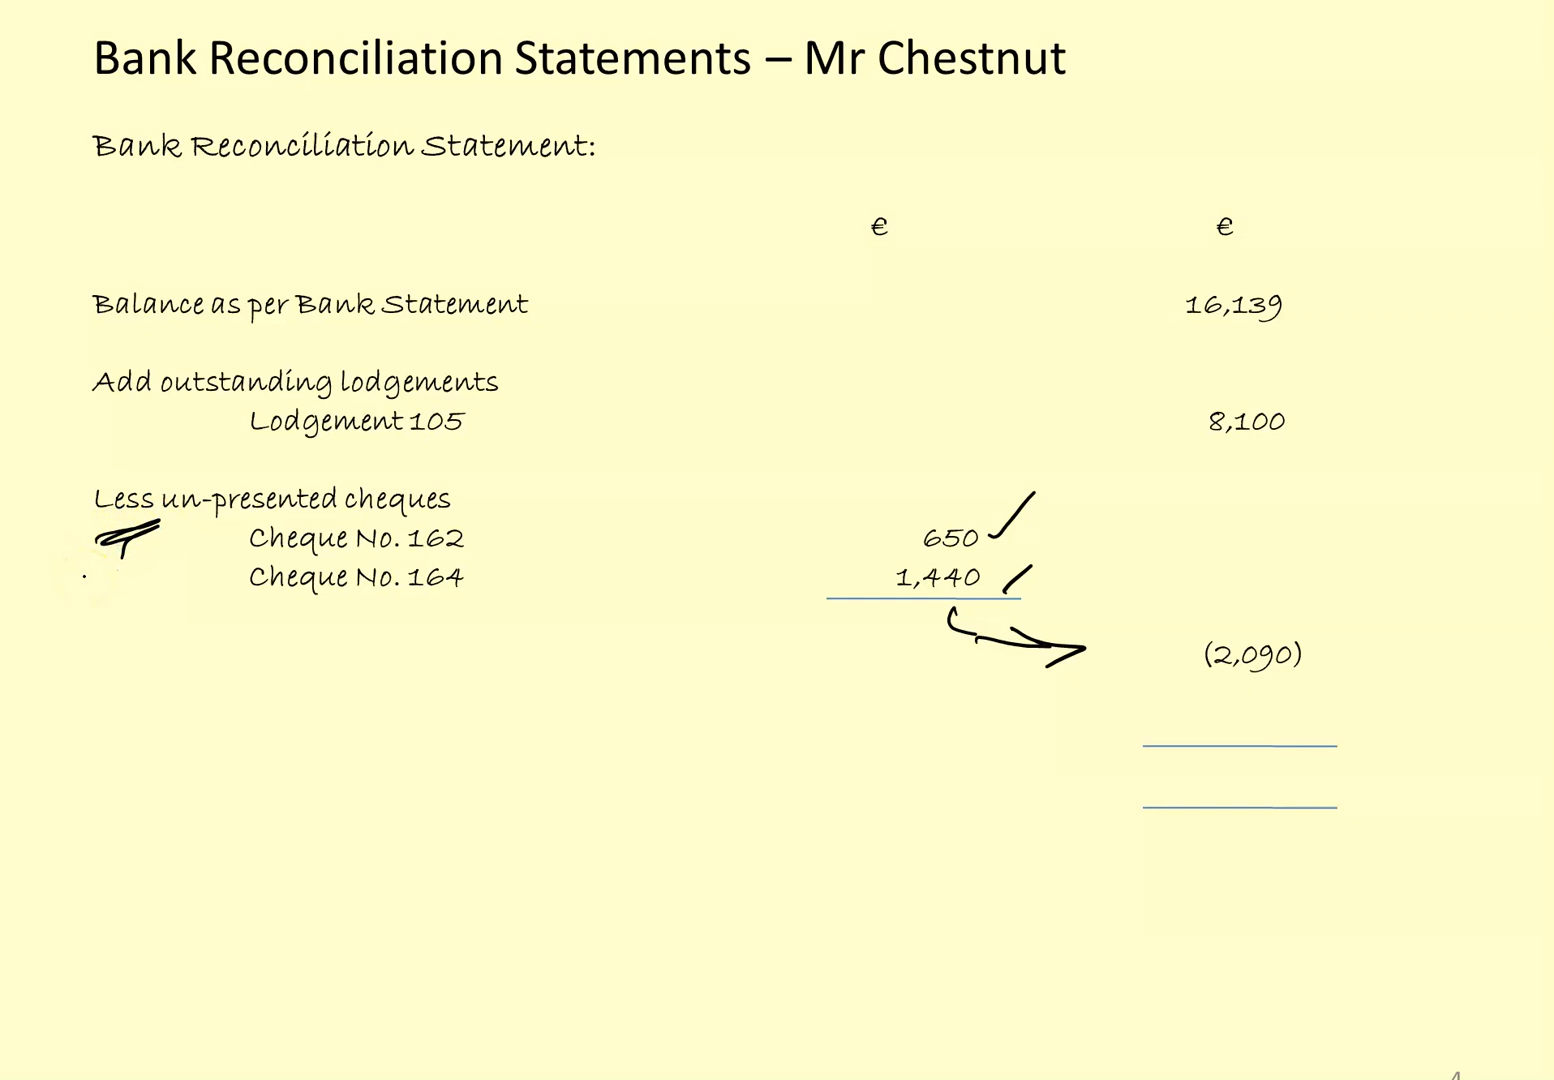 Bank Reconciliation Statements – Mr Chestnut
Bank Reconciliation Statement:
€ €
Balance as per Bank Statement 16,139
Add outstanding lodgements
Lodgement 105 8,100
Less un-presented cheques
Cheque No. 162 650
Cheque No. 164 1,440
(2,090)